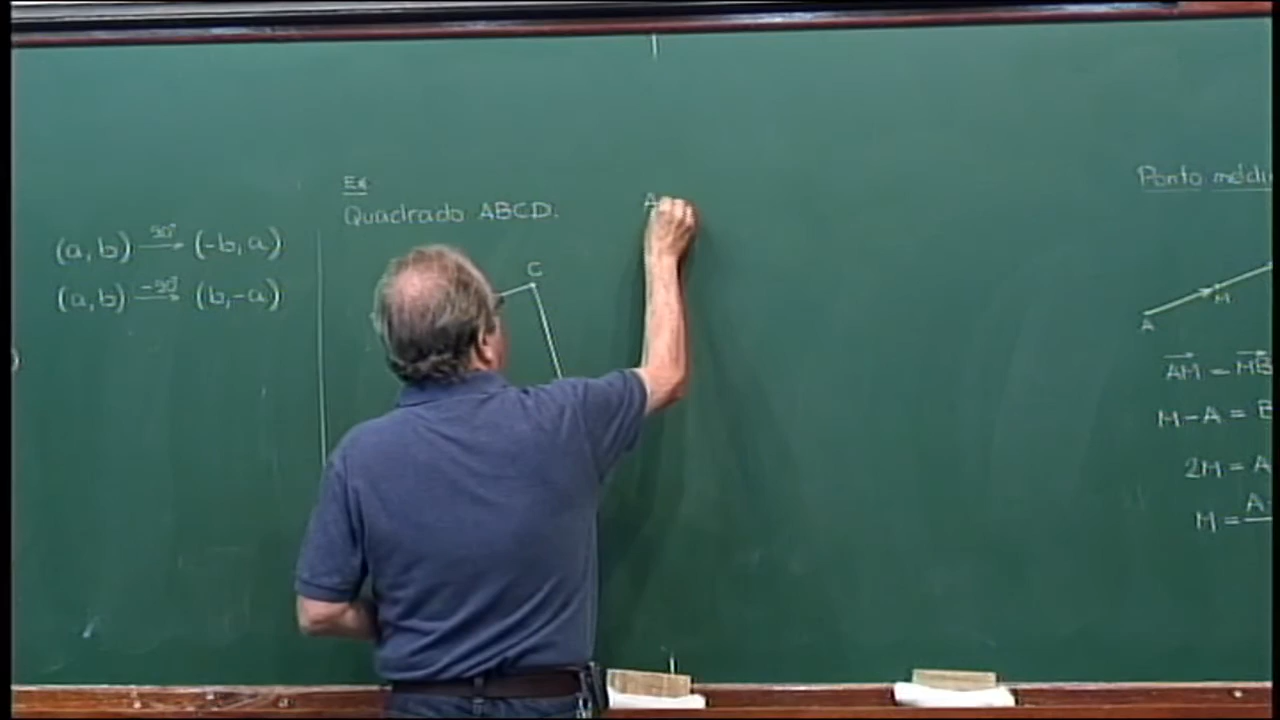 (a, b) 90° → (-b, a)
(a, b) -90° → (b, -a)
)
Ex
Quadrado ABCD.
C
A
Ponto médi
A
M
AM = MB
M - A = B
2M = A
M = A